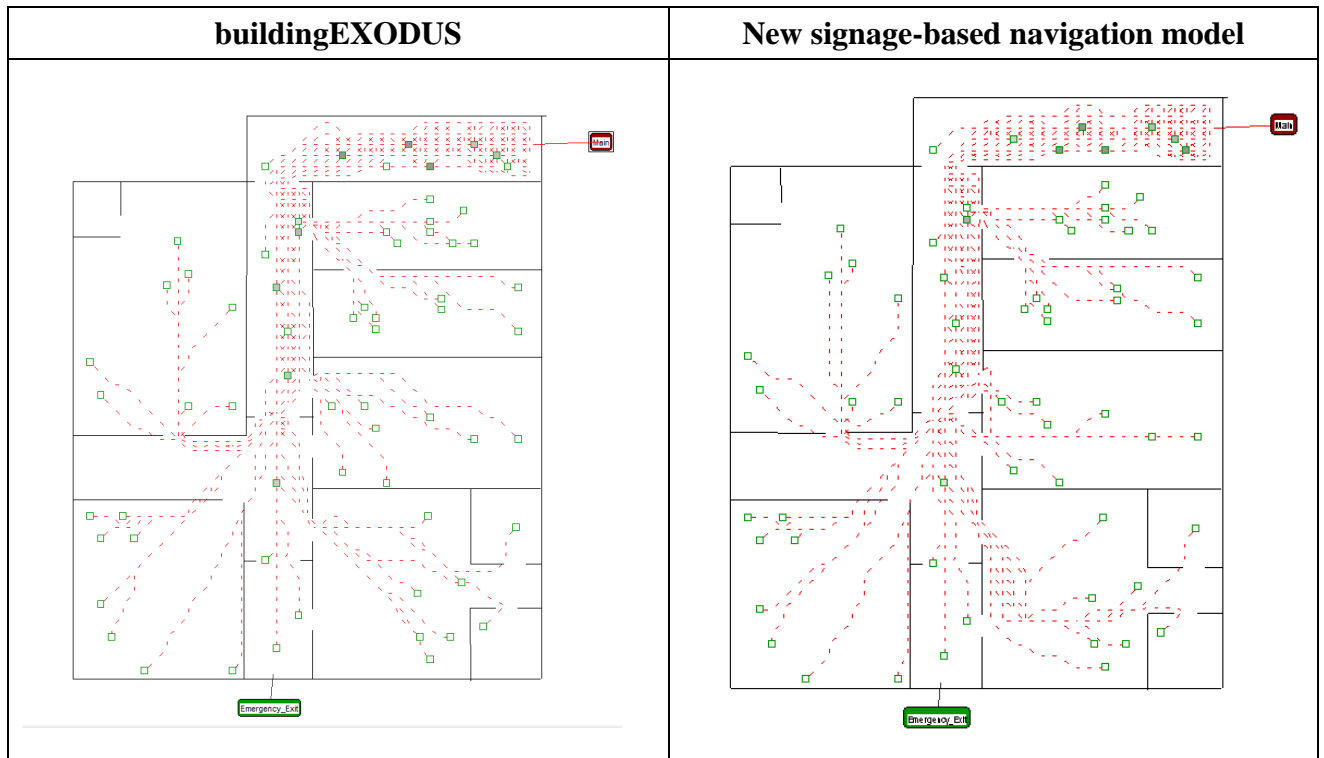 buildingEXODUS
New signage-based navigation model
Main
Main
Emergency_Exit
Emergency_Exit